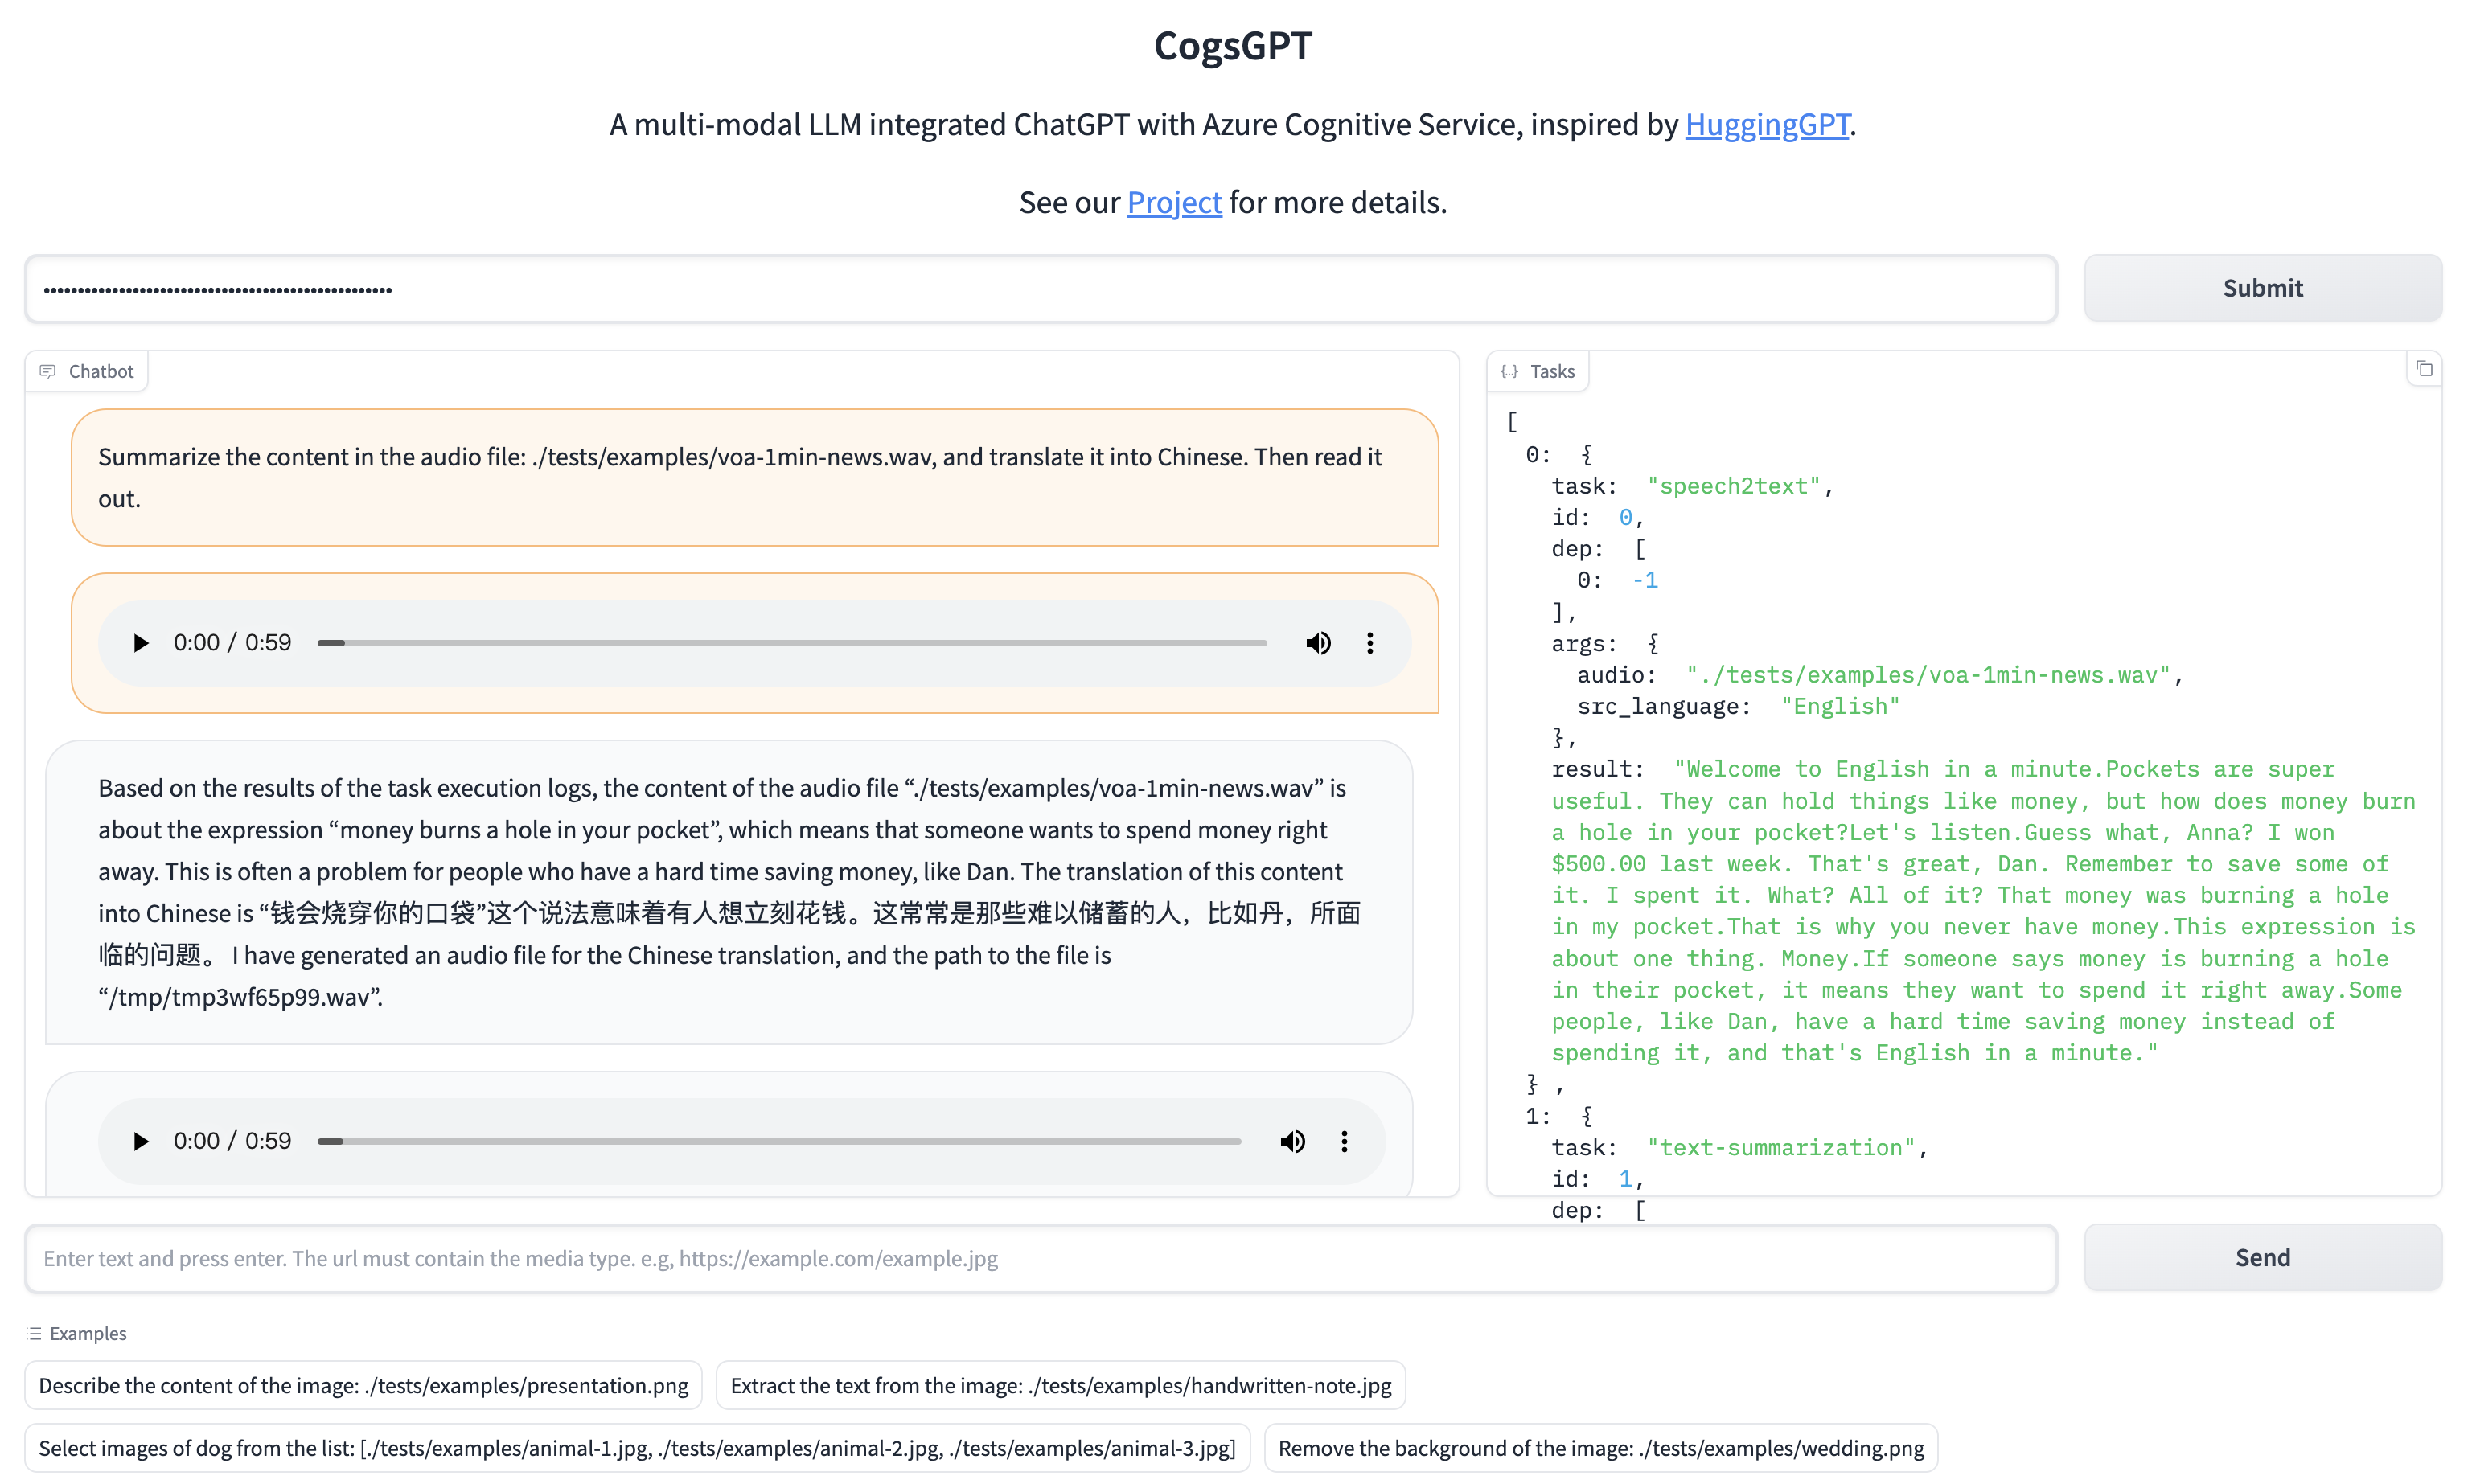 CogsGPT
A multi-modal LLM integrated ChatGPT with Azure Cognitive Service, inspired by HuggingGPT.
See our Project for more details.
Submit
Chatbot
Summarize the content in the audio file: ./tests/examples/voa-1min-news.wav, and translate it into Chinese. Then read it
out.
0:00 / 0:59
Based on the results of the task execution logs, the content of the audio file “./tests/examples/voa-1min-news.wav” is
about the expression “money burns a hole in your pocket”, which means that someone wants to spend money right
away. This is often a problem for people who have a hard time saving money, like Dan. The translation of this content
into Chinese is “钱会烧穿你的口袋”这个说法意味着有人想立刻花钱。这常常是那些难以储蓄的人，比如丹，所面
临的问题。 I have generated an audio file for the Chinese translation, and the path to the file is
“/tmp/tmp3wf65p99.wav”.
0:00 / 0:59
{..} Tasks
[
0: {
task: "speech2text",
id: 0,
dep: [
0: -1
],
args: {
audio: "./tests/examples/voa-1min-news.wav",
src_language: "English"
},
result: "Welcome to English in a minute.Pockets are super
useful. They can hold things like money, but how does money burn
a hole in your pocket?Let's listen.Guess what, Anna? I won
$500.00 last week. That's great, Dan. Remember to save some of
it. I spent it. What? All of it? That money was burning a hole
in my pocket.That is why you never have money.This expression is
about one thing. Money.If someone says money is burning a hole
in their pocket, it means they want to spend it right away.Some
people, like Dan, have a hard time saving money instead of
spending it, and that's English in a minute."
} ,
1: {
task: "text-summarization",
id: 1,
dep: [
Enter text and press enter. The url must contain the media type. e.g, https://example.com/example.jpg
Send
Examples
Describe the content of the image: ./tests/examples/presentation.png
Extract the text from the image: ./tests/examples/handwritten-note.jpg
Select images of dog from the list: [./tests/examples/animal-1.jpg, ./tests/examples/animal-2.jpg, ./tests/examples/animal-3.jpg]
Remove the background of the image: ./tests/examples/wedding.png